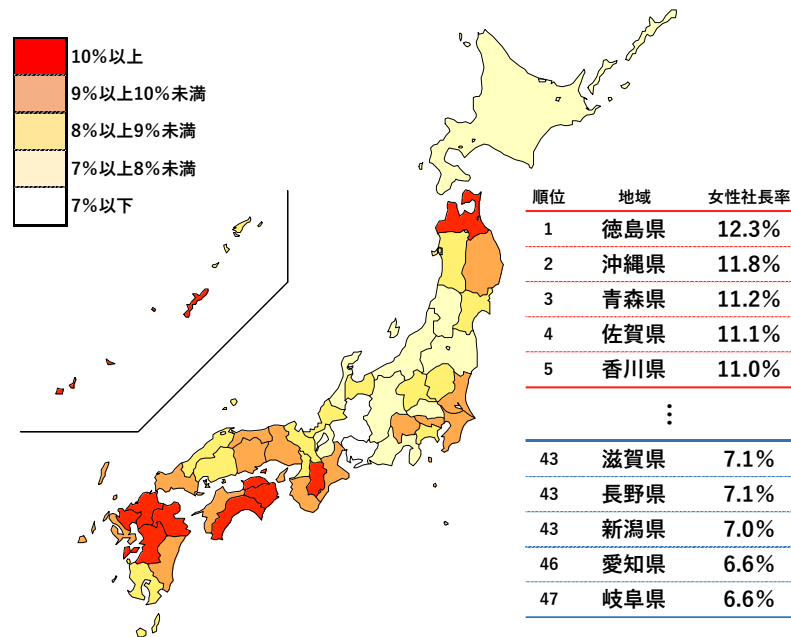 10%以上
9%以上10%未満
8%以上9%未満
7%以上8%未満
7%以下
順位 地域 女性社長率
1 徳島県 12.3%
2 沖縄県 11.8%
3 青森県 11.2%
4 佐賀県 11.1%
5 香川県 11.0%
⋮
43 滋賀県 7.1%
43 長野県 7.1%
43 新潟県 7.0%
46 愛知県 6.6%
47 岐阜県 6.6%